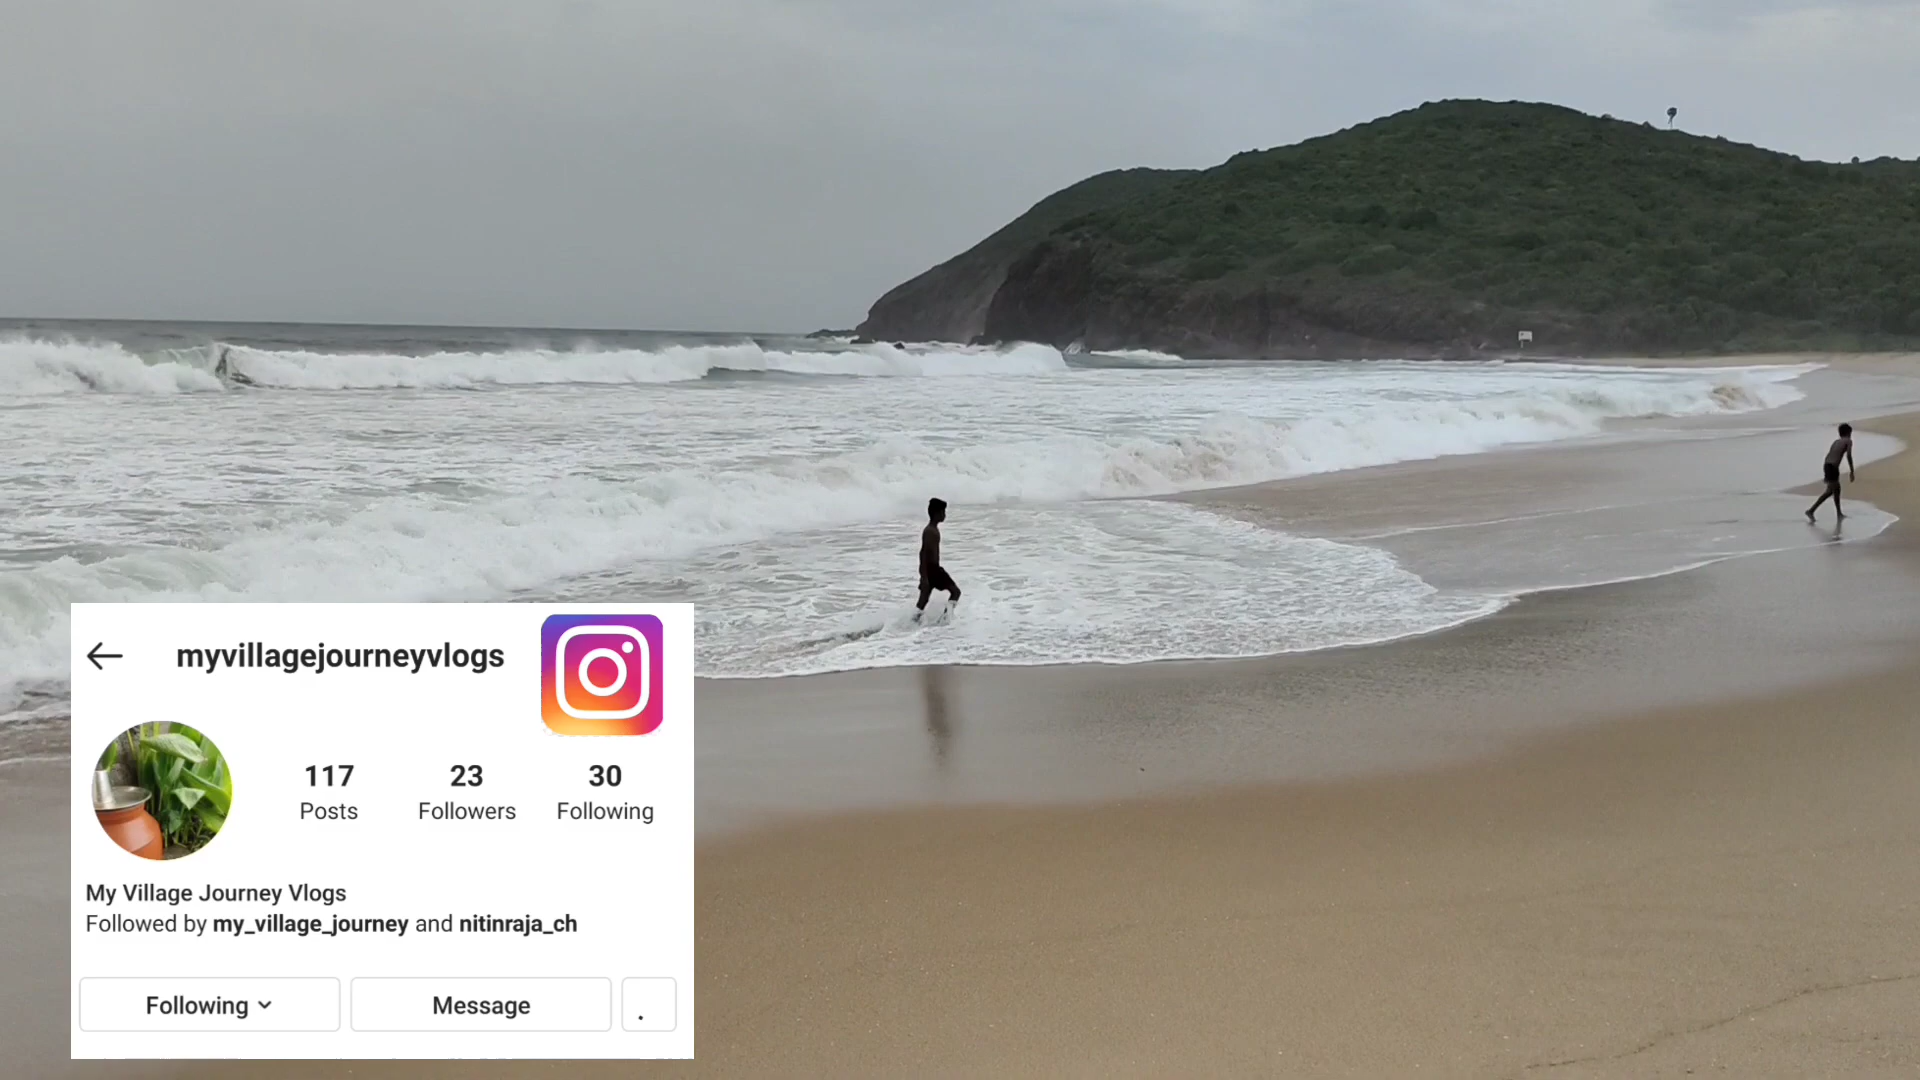 myvillagejourneyvlogs
117 23 30
Posts Followers Following
My Village Journey Vlogs
Followed by my_village_journey and nitinraja_ch
Following Message .